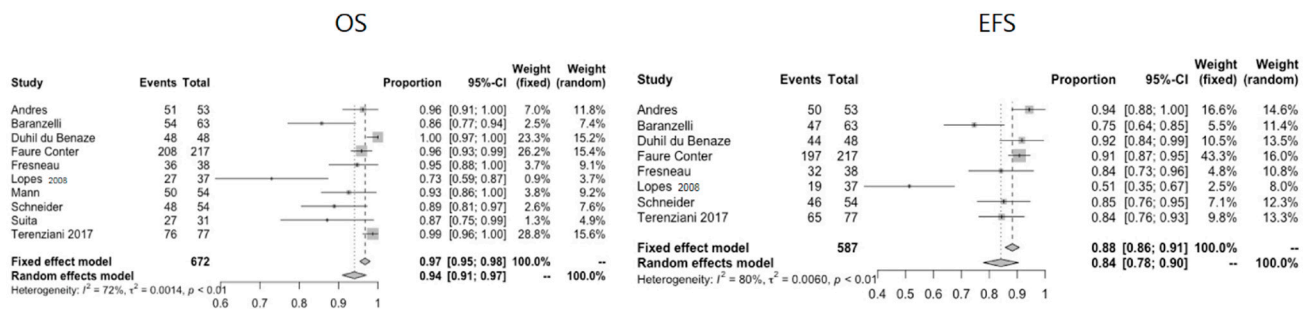 OS
Study Events Total Proportion 95%-CI Weight (fixed) Weight (random)
Andres 51 53 0.96 [0.91; 1.00] 7.0% 11.8%
Baranzelli 54 63 0.86 [0.77; 0.94] 2.5% 7.4%
Duhil du Benaze 48 48 1.00 [0.97; 1.00] 23.3% 15.2%
Faure Conter 208 217 0.96 [0.93; 0.99] 26.2% 15.4%
Fresneau 36 38 0.95 [0.88; 1.00] 3.7% 9.1%
Lopes 2008 27 37 0.73 [0.59; 0.87] 0.9% 3.7%
Mann 50 54 0.93 [0.86; 1.00] 3.8% 9.2%
Schneider 48 54 0.89 [0.81; 0.97] 2.6% 7.6%
Suita 27 31 0.87 [0.75; 0.99] 1.3% 4.9%
Terenziani 2017 76 77 0.99 [0.96; 1.00] 28.8% 15.6%
Fixed effect model 672 0.97 [0.95; 0.98] 100.0% --
Random effects model 0.94 [0.91; 0.97] -- 100.0%
Heterogeneity: I² = 72%, τ² = 0.0014, p < 0.01
0.6 0.7 0.8 0.9 1
EFS
Study Events Total Proportion 95%-CI Weight (fixed) Weight (random)
Andres 50 53 0.94 [0.88; 1.00] 16.6% 14.6%
Baranzelli 47 63 0.75 [0.64; 0.85] 5.5% 11.4%
Duhil du Benaze 44 48 0.92 [0.84; 0.99] 10.5% 13.5%
Faure Conter 197 217 0.91 [0.87; 0.95] 43.3% 16.0%
Fresneau 32 38 0.84 [0.73; 0.96] 4.8% 10.8%
Lopes 2008 19 37 0.51 [0.35; 0.67] 2.5% 8.0%
Schneider 46 54 0.85 [0.76; 0.95] 7.1% 12.3%
Terenziani 2017 65 77 0.84 [0.76; 0.93] 9.8% 13.3%
Fixed effect model 587 0.88 [0.86; 0.91] 100.0% --
Random effects model 0.84 [0.78; 0.90] -- 100.0%
Heterogeneity: I² = 80%, τ² = 0.0060, p < 0.01
0.4 0.5 0.6 0.7 0.8 0.9 1